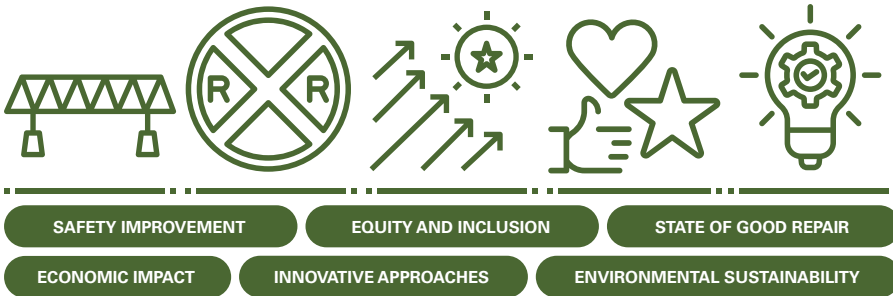 R R
SAFETY IMPROVEMENT
EQUITY AND INCLUSION
STATE OF GOOD REPAIR
ECONOMIC IMPACT
INNOVATIVE APPROACHES
ENVIRONMENTAL SUSTAINABILITY